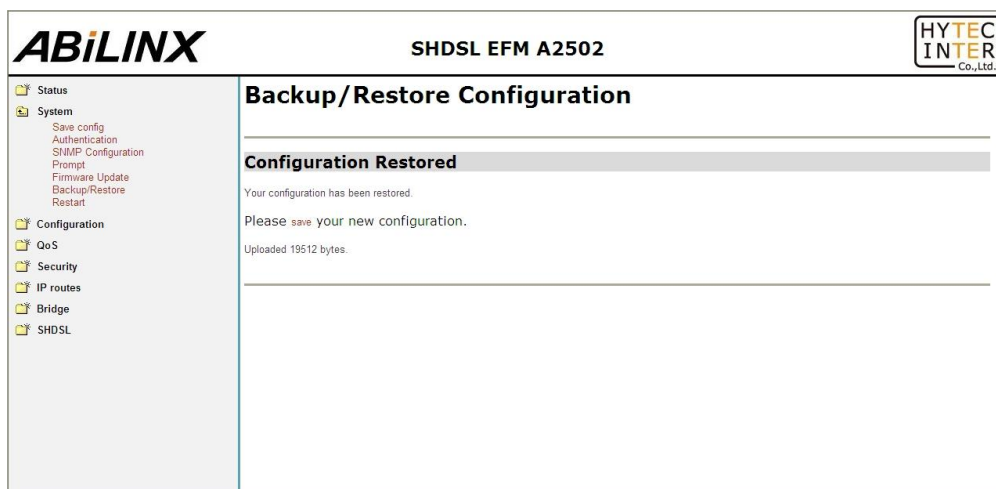 ABiLINX
SHDSL EFM A2502
HYTEC
INTER
Co.,Ltd.
Status
System
Save config
Authentication
SNMP Configuration
Prompt
Firmware Update
Backup/Restore
Restart
Configuration
QoS
Security
IP routes
Bridge
SHDSL
Backup/Restore Configuration
Configuration Restored
Your configuration has been restored.
Please save your new configuration.
Uploaded 19512 bytes.